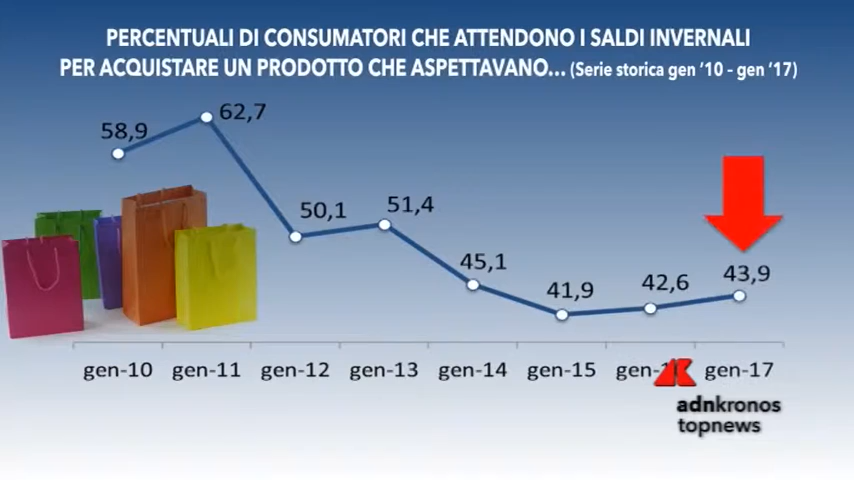 PERCENTUALI DI CONSUMATORI CHE ATTENDONO I SALDI INVERNALI
PER ACQUISTARE UN PRODOTTO CHE ASPETTAVANO... (Serie storica gen '10 - gen '17)
58,9
62,7
50,1
51,4
45,1
41,9
42,6
43,9
gen-10 gen-11 gen-12 gen-13 gen-14 gen-15 gen-1 gen-17
adnkronos
topnews